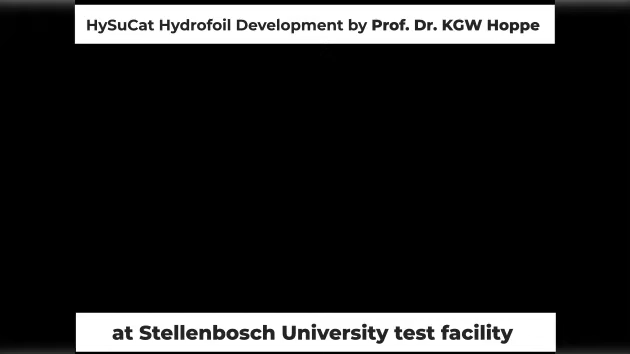 HySuCat Hydrofoil Development by Prof. Dr. KGW Hoppe
at Stellenbosch University test facility